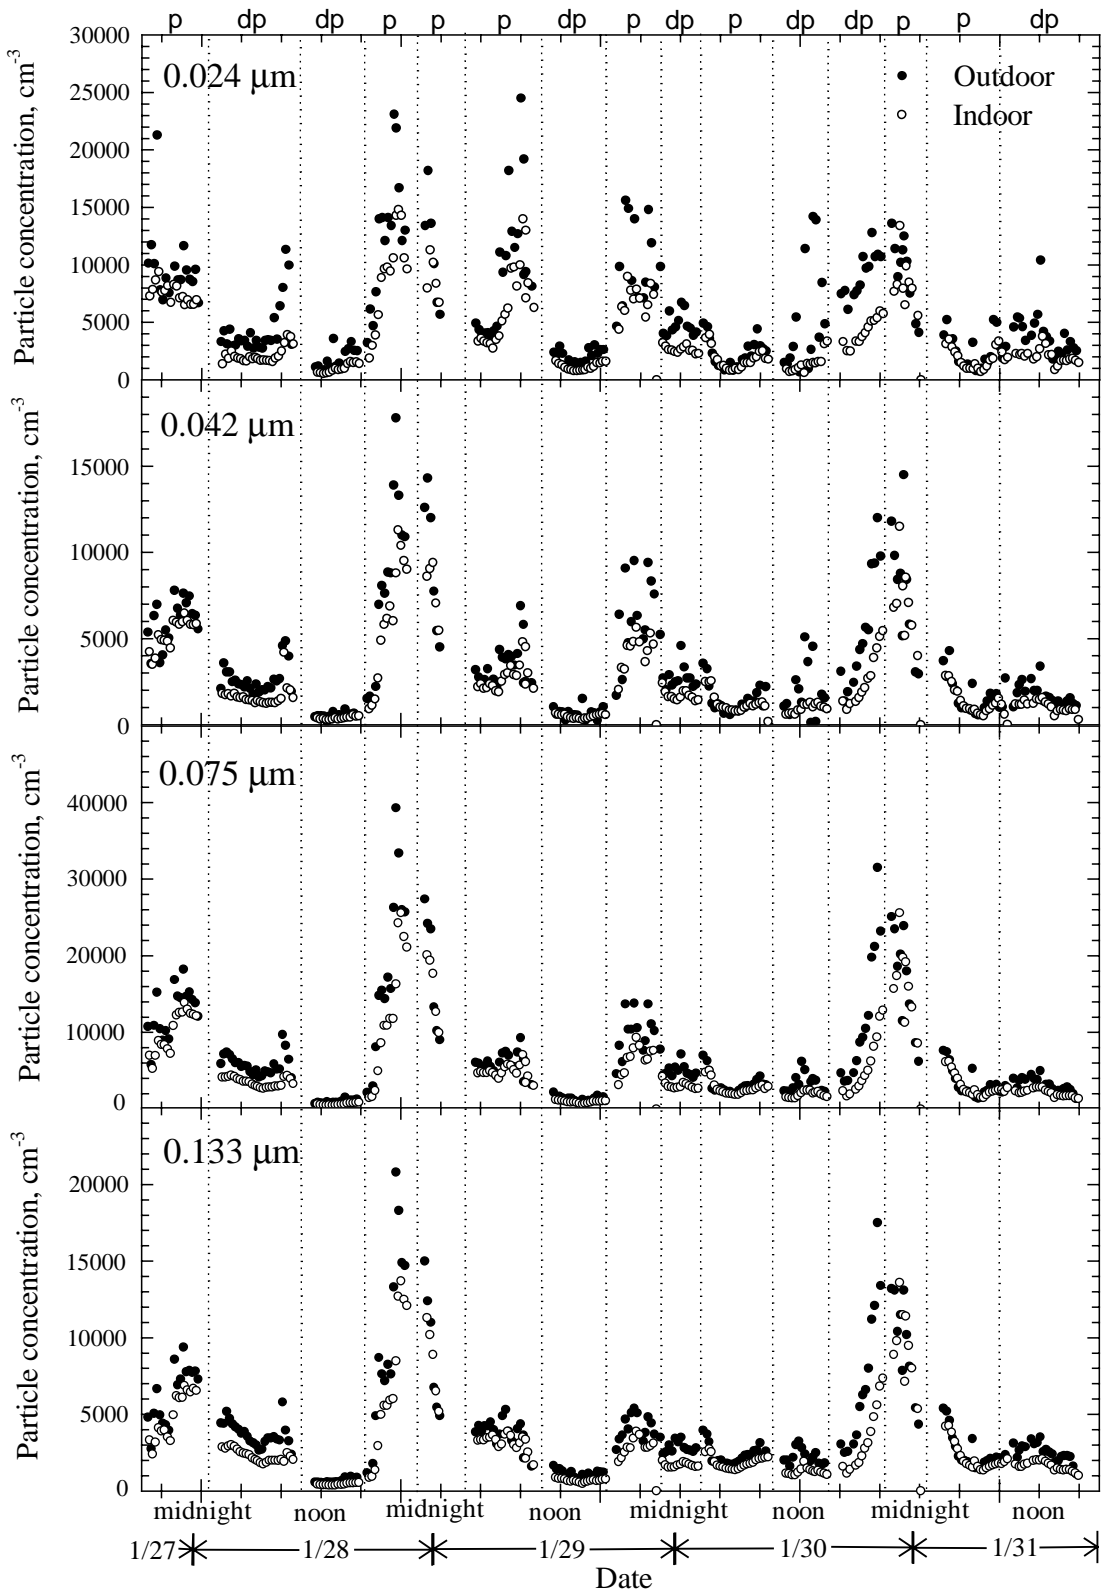 p dp dp p p p dp p dp p dp dp p p dp
Particle concentration, cm-3
30000
25000
20000
15000
10000
5000
0
0.024 μm
Outdoor
Indoor
Particle concentration, cm-3
15000
10000
5000
0
0.042 μm
Particle concentration, cm-3
40000
30000
20000
10000
0
0.075 μm
Particle concentration, cm-3
20000
15000
10000
5000
0
0.133 μm
midnight noon midnight noon midnight noon midnight noon
1/27 1/28 1/29 1/30 1/31
Date